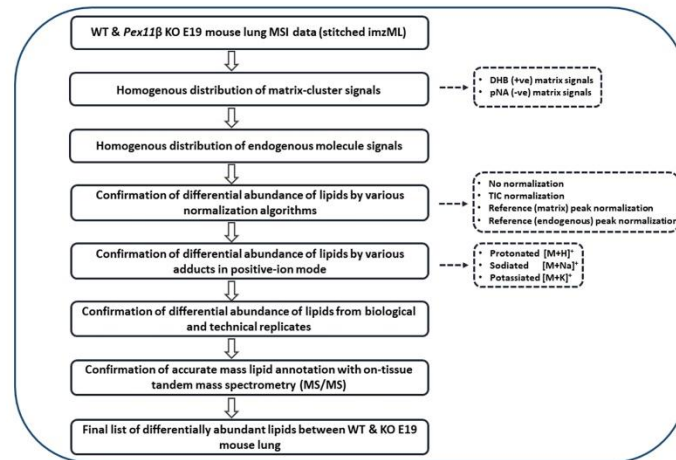 WT & Pex11β KO E19 mouse lung MSI data (stitched imzML)
Homogenous distribution of matrix-cluster signals
• DHB (+ve) matrix signals
• pNA (-ve) matrix signals
Homogenous distribution of endogenous molecule signals
Confirmation of differential abundance of lipids by various
normalization algorithms
• No normalization
• TIC normalization
• Reference (matrix) peak normalization
• Reference (endogenous) peak normalization
Confirmation of differential abundance of lipids by various
adducts in positive-ion mode
• Protonated [M+H]⁺
• Sodiated [M+Na]⁺
• Potassiated [M+K]⁺
Confirmation of differential abundance of lipids from biological
and technical replicates
Confirmation of accurate mass lipid annotation with on-tissue
tandem mass spectrometry (MS/MS)
Final list of differentially abundant lipids between WT & KO E19
mouse lung